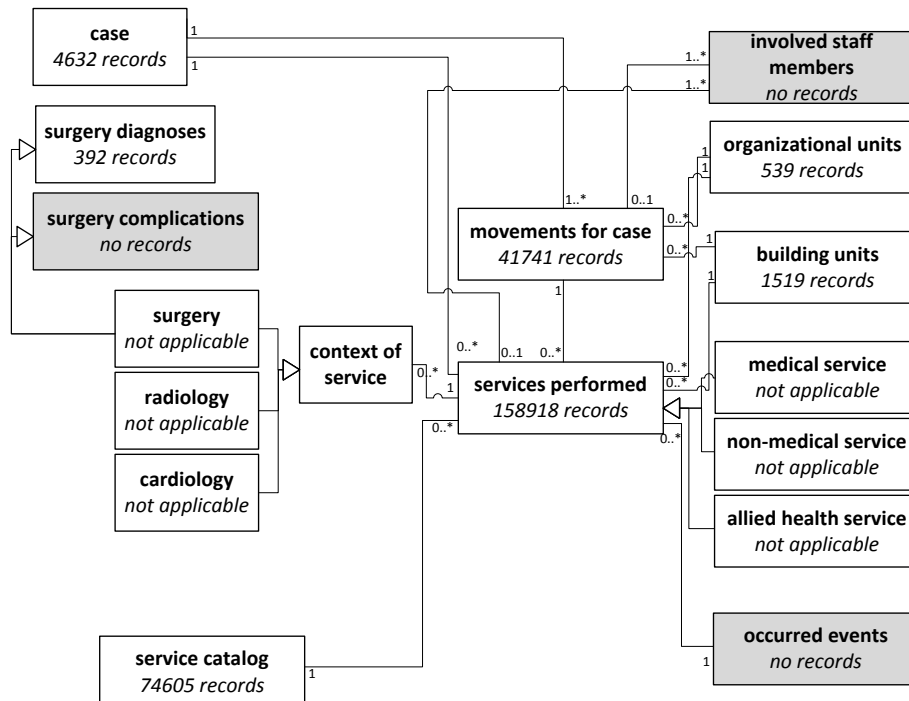 case
4632 records
1
1
involved staff
members
no records
1..*
1..*
surgery diagnoses
392 records
organizational units
539 records
1
1
surgery complications
no records
1..*
0..1
movements for case
41741 records
0..*
0..*
1
building units
1519 records
1
1
surgery
not applicable
context of
service
0..*
1
0..*
0..1
0..*
services performed
158918 records
0..*
0..*
0..*
0..*
medical service
not applicable
radiology
not applicable
non-medical service
not applicable
cardiology
not applicable
allied health service
not applicable
service catalog
74605 records
1
occurred events
no records
1